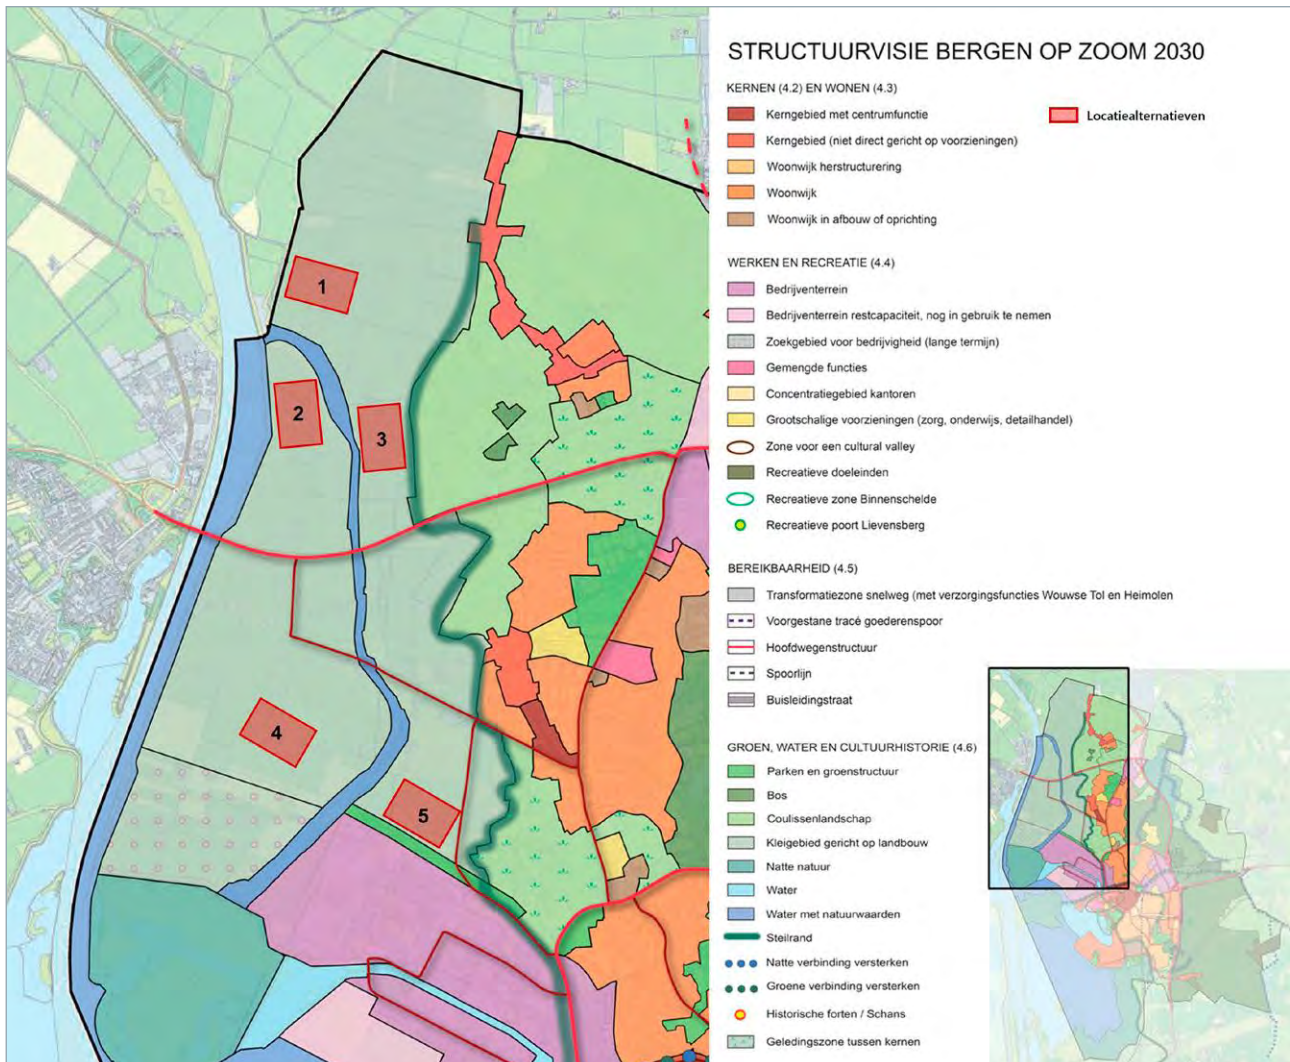 STRUCTUURVISIE BERGEN OP ZOOM 2030
KERNEN (4.2) EN WONEN (4.3)
Kerngebied met centrumfunctie
Locatiealternatieven
Kerngebied (niet direct gericht op voorzieningen)
Woonwijk herstructurering
Woonwijk
Woonwijk in afbouw of oprichting
WERKEN EN RECREATIE (4.4)
Bedrijventerrein
Bedrijventerrein restcapaciteit, nog in gebruik te nemen
Zoekgebied voor bedrijvigheid (lange termijn)
Gemengde functies
Concentratiegebied kantoren
Grootschalige voorzieningen (zorg, onderwijs, detailhandel)
Zone voor een cultural valley
Recreatieve doeleinden
Recreatieve zone Binnenschelde
Recreatieve poort Lievensberg
BEREIKBAARHEID (4.5)
Transformatiezone snelweg (met verzorgingsfuncties Wouwse Tol en Heimolen
Voorgestane tracé goederenspoor
Hoofdwegenstructuur
Spoorlijn
Buisleidingstraat
GROEN, WATER EN CULTUURHISTORIE (4.6)
Parken en groenstructuur
Bos
Coulissenlandschap
Kleigebied gericht op landbouw
Natte natuur
Water
Water met natuurwaarden
Steilrand
Natte verbinding versterken
Groene verbinding versterken
Historische forten / Schans
Geledingszone tussen kernen
1
2
3
4
5